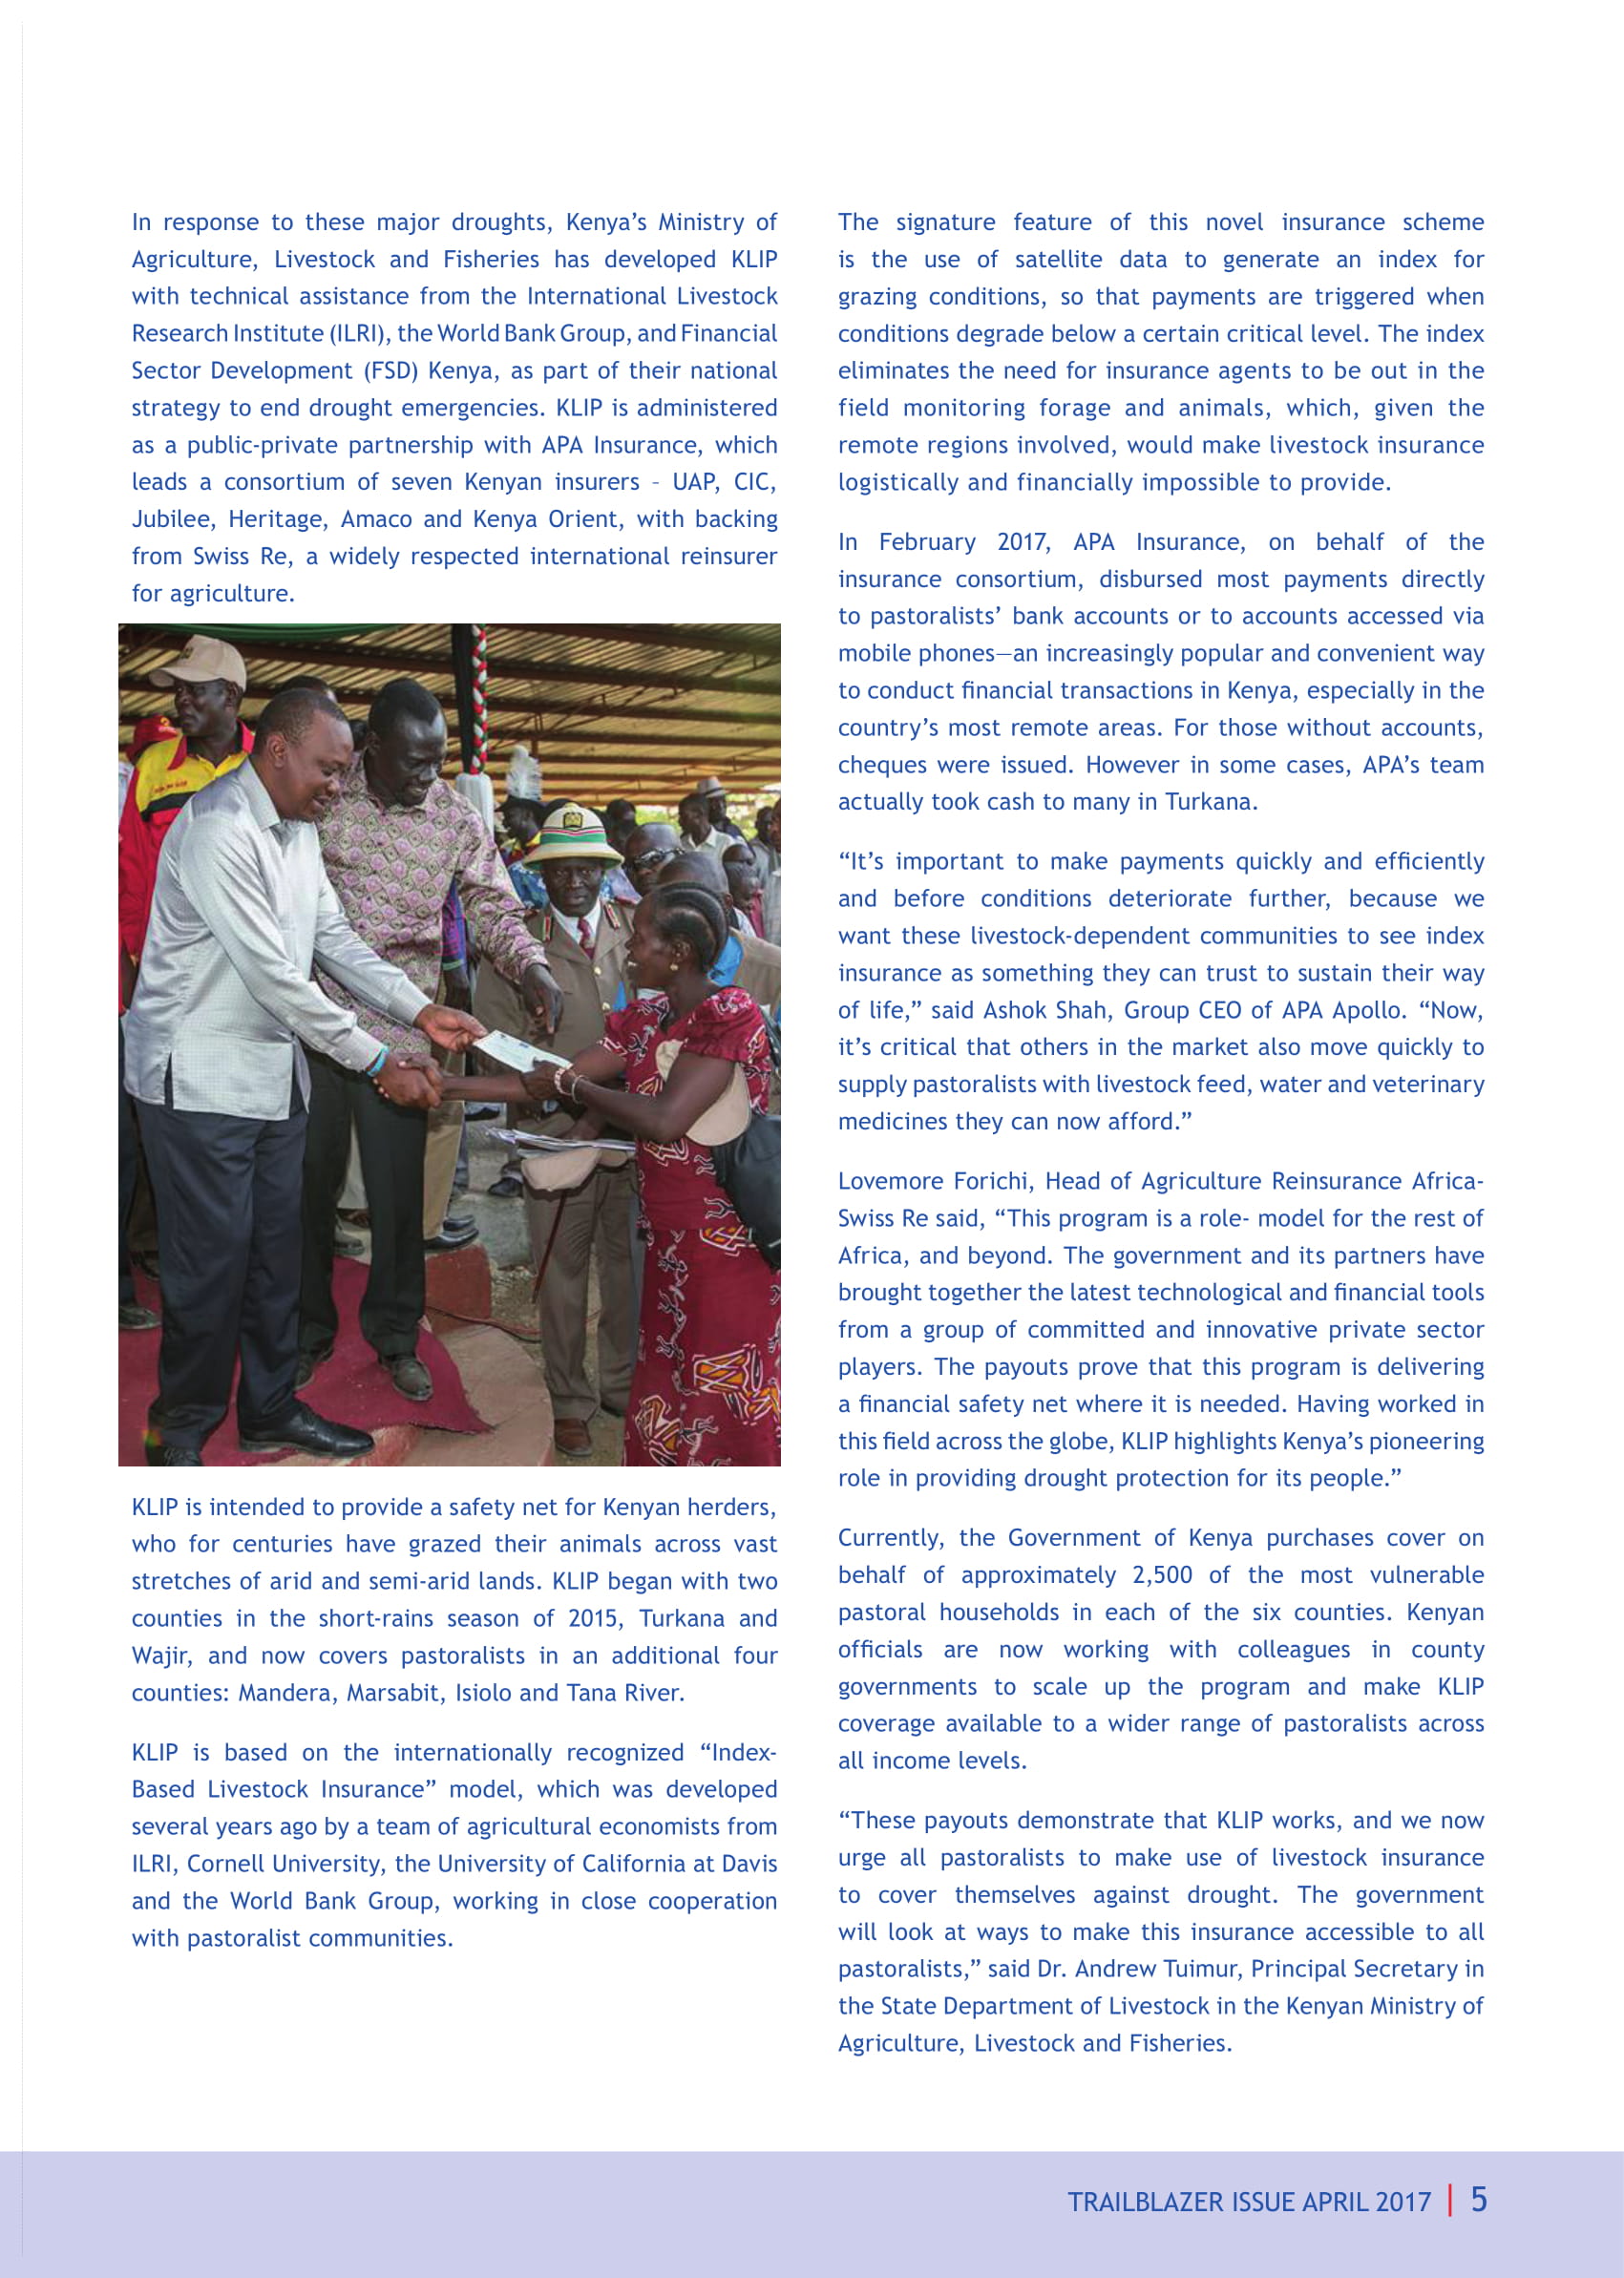 In response to these major droughts, Kenya’s Ministry of
Agriculture, Livestock and Fisheries has developed KLIP
with technical assistance from the International Livestock
Research Institute (ILRI), the World Bank Group, and Financial
Sector Development (FSD) Kenya, as part of their national
strategy to end drought emergencies. KLIP is administered
as a public-private partnership with APA Insurance, which
leads a consortium of seven Kenyan insurers – UAP, CIC,
Jubilee, Heritage, Amaco and Kenya Orient, with backing
from Swiss Re, a widely respected international reinsurer
for agriculture.
KLIP is intended to provide a safety net for Kenyan herders,
who for centuries have grazed their animals across vast
stretches of arid and semi-arid lands. KLIP began with two
counties in the short-rains season of 2015, Turkana and
Wajir, and now covers pastoralists in an additional four
counties: Mandera, Marsabit, Isiolo and Tana River.
KLIP is based on the internationally recognized “Index-
Based Livestock Insurance” model, which was developed
several years ago by a team of agricultural economists from
ILRI, Cornell University, the University of California at Davis
and the World Bank Group, working in close cooperation
with pastoralist communities.
The signature feature of this novel insurance scheme
is the use of satellite data to generate an index for
grazing conditions, so that payments are triggered when
conditions degrade below a certain critical level. The index
eliminates the need for insurance agents to be out in the
field monitoring forage and animals, which, given the
remote regions involved, would make livestock insurance
logistically and financially impossible to provide.
In February 2017, APA Insurance, on behalf of the
insurance consortium, disbursed most payments directly
to pastoralists’ bank accounts or to accounts accessed via
mobile phones—an increasingly popular and convenient way
to conduct financial transactions in Kenya, especially in the
country’s most remote areas. For those without accounts,
cheques were issued. However in some cases, APA’s team
actually took cash to many in Turkana.
“It’s important to make payments quickly and efficiently
and before conditions deteriorate further, because we
want these livestock-dependent communities to see index
insurance as something they can trust to sustain their way
of life,” said Ashok Shah, Group CEO of APA Apollo. “Now,
it’s critical that others in the market also move quickly to
supply pastoralists with livestock feed, water and veterinary
medicines they can now afford.”
Lovemore Forichi, Head of Agriculture Reinsurance Africa-
Swiss Re said, “This program is a role- model for the rest of
Africa, and beyond. The government and its partners have
brought together the latest technological and financial tools
from a group of committed and innovative private sector
players. The payouts prove that this program is delivering
a financial safety net where it is needed. Having worked in
this field across the globe, KLIP highlights Kenya’s pioneering
role in providing drought protection for its people.”
Currently, the Government of Kenya purchases cover on
behalf of approximately 2,500 of the most vulnerable
pastoral households in each of the six counties. Kenyan
officials are now working with colleagues in county
governments to scale up the program and make KLIP
coverage available to a wider range of pastoralists across
all income levels.
“These payouts demonstrate that KLIP works, and we now
urge all pastoralists to make use of livestock insurance
to cover themselves against drought. The government
will look at ways to make this insurance accessible to all
pastoralists,” said Dr. Andrew Tuimur, Principal Secretary in
the State Department of Livestock in the Kenyan Ministry of
Agriculture, Livestock and Fisheries.
TRAILBLAZER ISSUE APRIL 2017 | 5